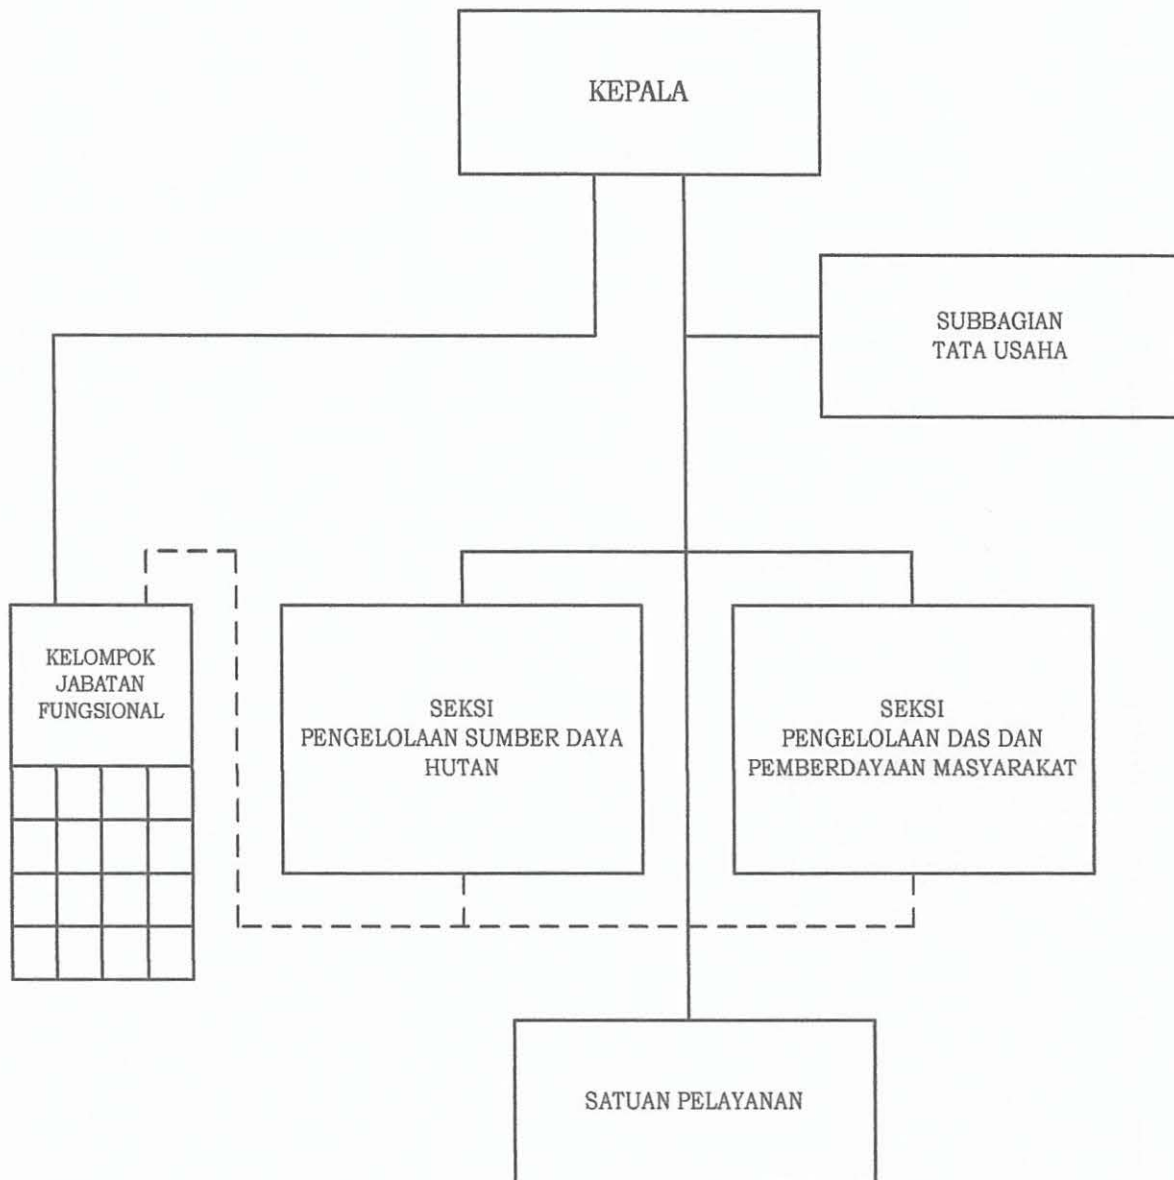 KEPALA
SUBBAGIAN
TATA USAHA
KELOMPOK
JABATAN
FUNGSIONAL
SEKSI
PENGELOLAAN SUMBER DAYA
HUTAN
SEKSI
PENGELOLAAN DAS DAN
PEMBERDAYAAN MASYARAKAT
SATUAN PELAYANAN